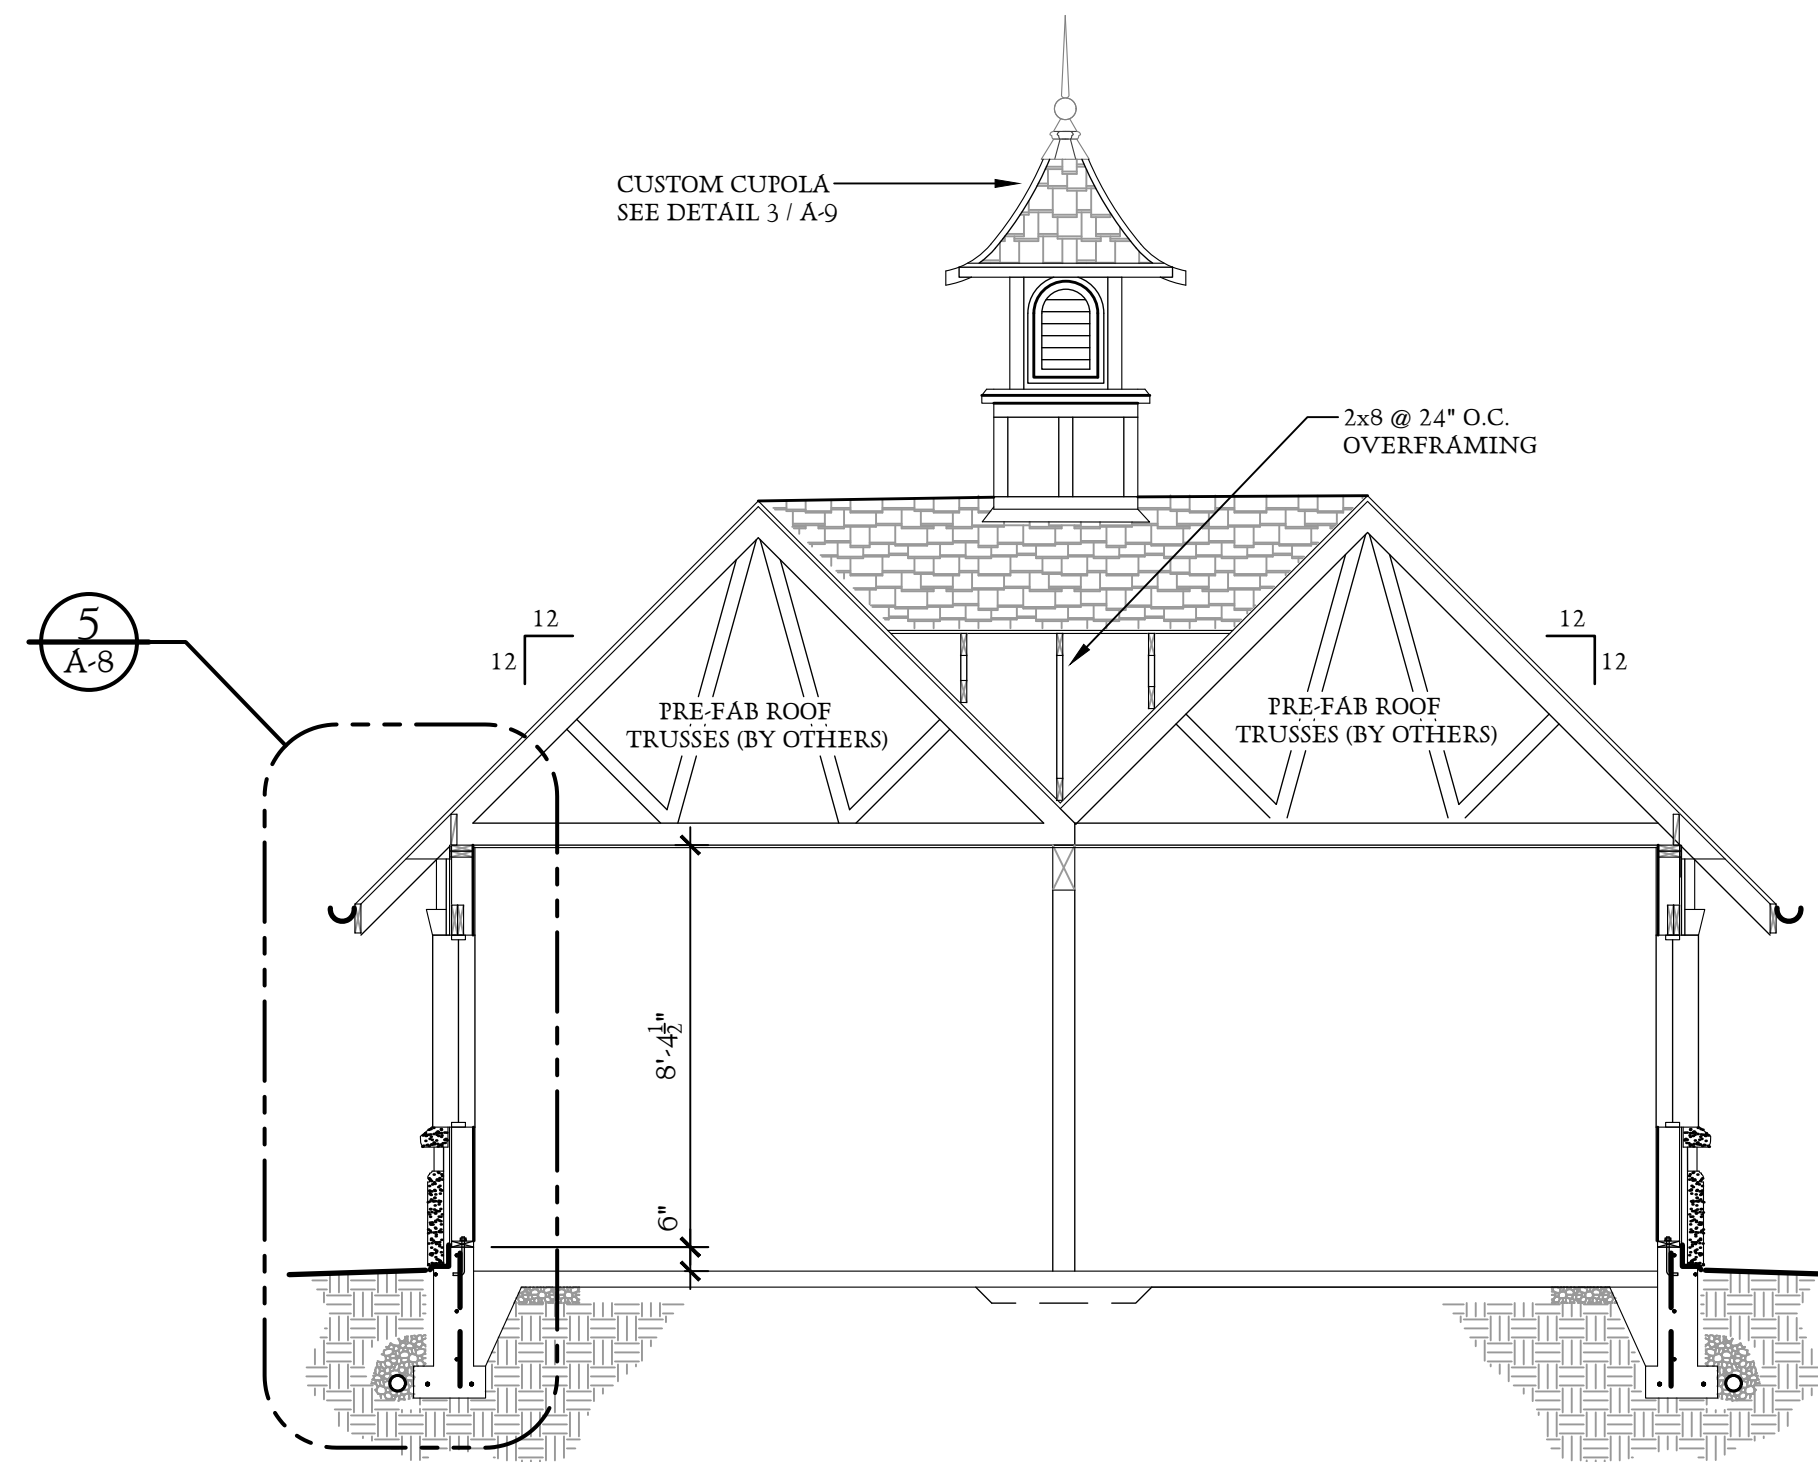 CUSTOM CUPOLA
SEE DETAIL 3 / A-9
2x8 @ 24" O.C.
OVERFRAMING
5
A-8
12
12
12
12
PRE-FAB ROOF
TRUSSES (BY OTHERS)
PRE-FAB ROOF
TRUSSES (BY OTHERS)
8'-4½"
6"